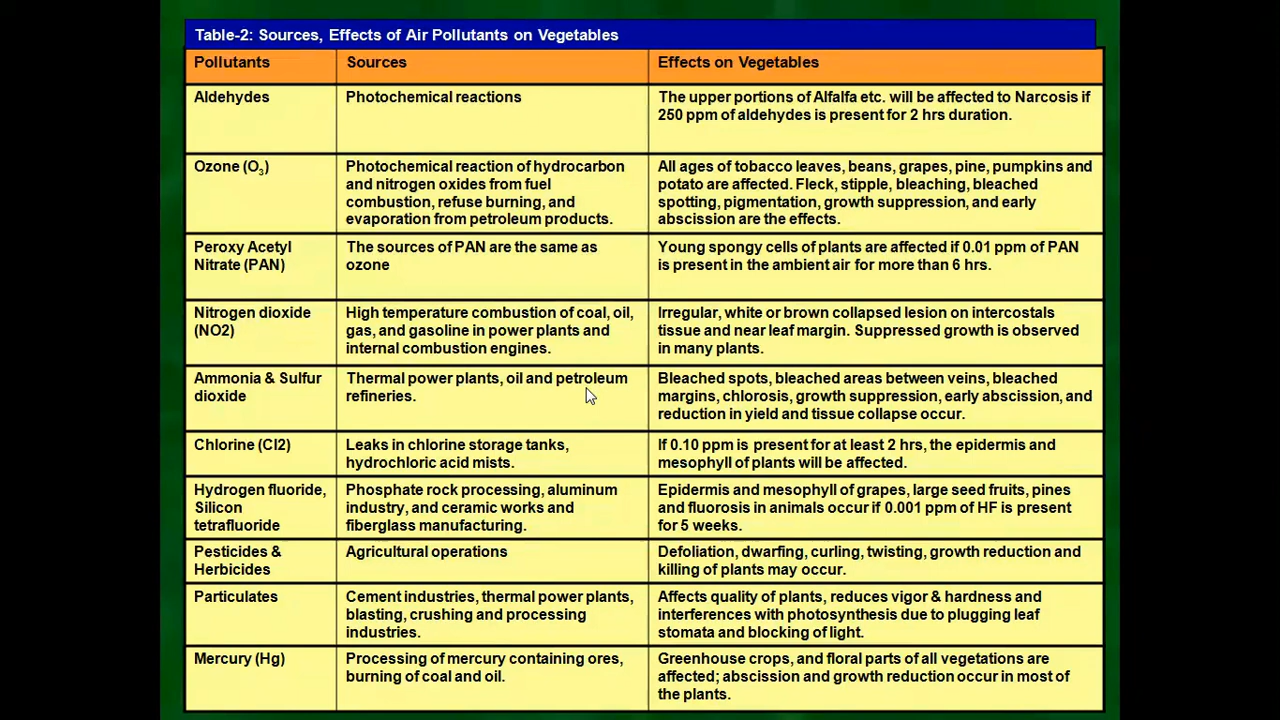 Table-2: Sources, Effects of Air Pollutants on Vegetables
Pollutants
Sources
Effects on Vegetables
Aldehydes
Photochemical reactions
The upper portions of Alfalfa etc. will be affected to Narcosis if
250 ppm of aldehydes is present for 2 hrs duration.
Ozone (O3)
Photochemical reaction of hydrocarbon
and nitrogen oxides from fuel
combustion, refuse burning, and
evaporation from petroleum products.
All ages of tobacco leaves, beans, grapes, pine, pumpkins and
potato are affected. Fleck, stipple, bleaching, bleached
spotting, pigmentation, growth suppression, and early
abscission are the effects.
Peroxy Acetyl
Nitrate (PAN)
The sources of PAN are the same as
ozone
Young spongy cells of plants are affected if 0.01 ppm of PAN
is present in the ambient air for more than 6 hrs.
Nitrogen dioxide
(NO2)
High temperature combustion of coal, oil,
gas, and gasoline in power plants and
internal combustion engines.
Irregular, white or brown collapsed lesion on intercostals
tissue and near leaf margin. Suppressed growth is observed
in many plants.
Ammonia & Sulfur
dioxide
Thermal power plants, oil and petroleum
refineries.
Bleached spots, bleached areas between veins, bleached
margins, chlorosis, growth suppression, early abscission, and
reduction in yield and tissue collapse occur.
Chlorine (Cl2)
Leaks in chlorine storage tanks,
hydrochloric acid mists.
If 0.10 ppm is present for at least 2 hrs, the epidermis and
mesophyll of plants will be affected.
Hydrogen fluoride,
Silicon
tetrafluoride
Phosphate rock processing, aluminum
industry, and ceramic works and
fiberglass manufacturing.
Epidermis and mesophyll of grapes, large seed fruits, pines
and fluorosis in animals occur if 0.001 ppm of HF is present
for 5 weeks.
Pesticides &
Herbicides
Agricultural operations
Defoliation, dwarfing, curling, twisting, growth reduction and
killing of plants may occur.
Particulates
Cement industries, thermal power plants,
blasting, crushing and processing
industries.
Affects quality of plants, reduces vigor & hardness and
interferences with photosynthesis due to plugging leaf
stomata and blocking of light.
Mercury (Hg)
Processing of mercury containing ores,
burning of coal and oil.
Greenhouse crops, and floral parts of all vegetations are
affected; abscission and growth reduction occur in most of
the plants.